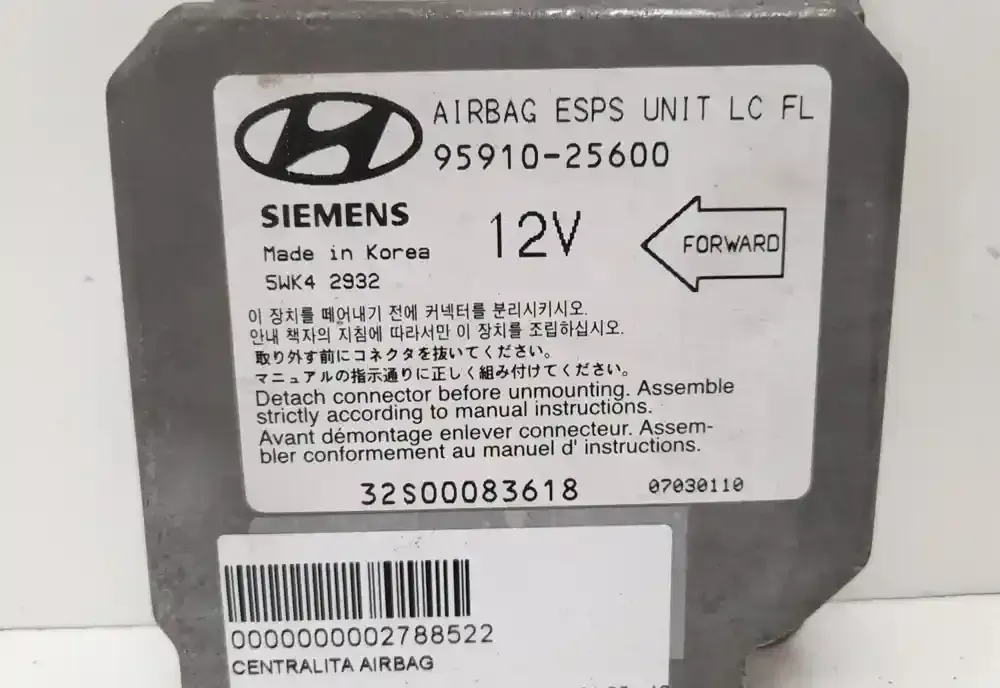 AIRBAG ESPS UNIT LC FL
95910-25600
SIEMENS
12V
FORWARD
Made in Korea
5WK4 2932
이 장치를 떼어내기 전에 커넥터를 분리시키시오.
안내 책자의 지침에 따라서만 이 장치를 조립하십시오.
取り外す前にコネクタを抜いてください。
マニュアルの指示通りに正しく組み付けてください。
Detach connector before unmounting. Assemble
strictly according to manual instructions.
Avant démontage enlever connecteur. Assem-
bler conformement au manuel d' instructions.
32S00083618
07030110
0000000002788522
CENTRALITA AIRBAG